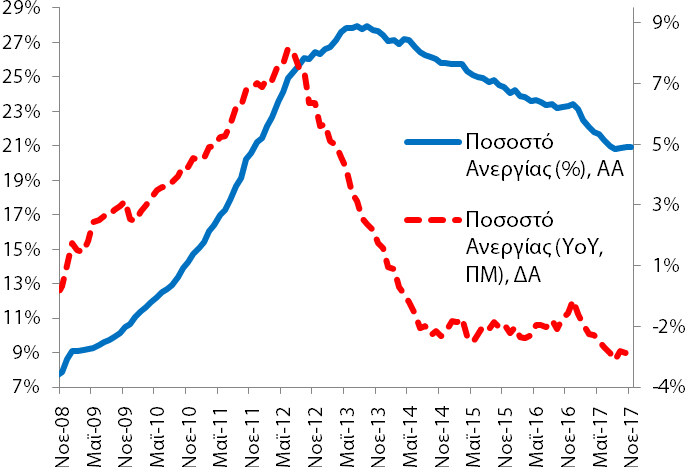 29%
27%
25%
23%
21%
19%
17%
15%
13%
11%
9%
7%
9%
7%
5%
3%
1%
-2%
-4%
Ποσοστό
Ανεργίας (%), ΑΑ
Ποσοστό
Ανεργίας (YoY,
ΠΜ), ΔΑ
Νοε-08
Μαϊ-09
Νοε-09
Μαϊ-10
Νοε-10
Μαϊ-11
Νοε-11
Μαϊ-12
Νοε-12
Μαϊ-13
Νοε-13
Μαϊ-14
Νοε-14
Μαϊ-15
Νοε-15
Μαϊ-16
Νοε-16
Μαϊ-17
Νοε-17